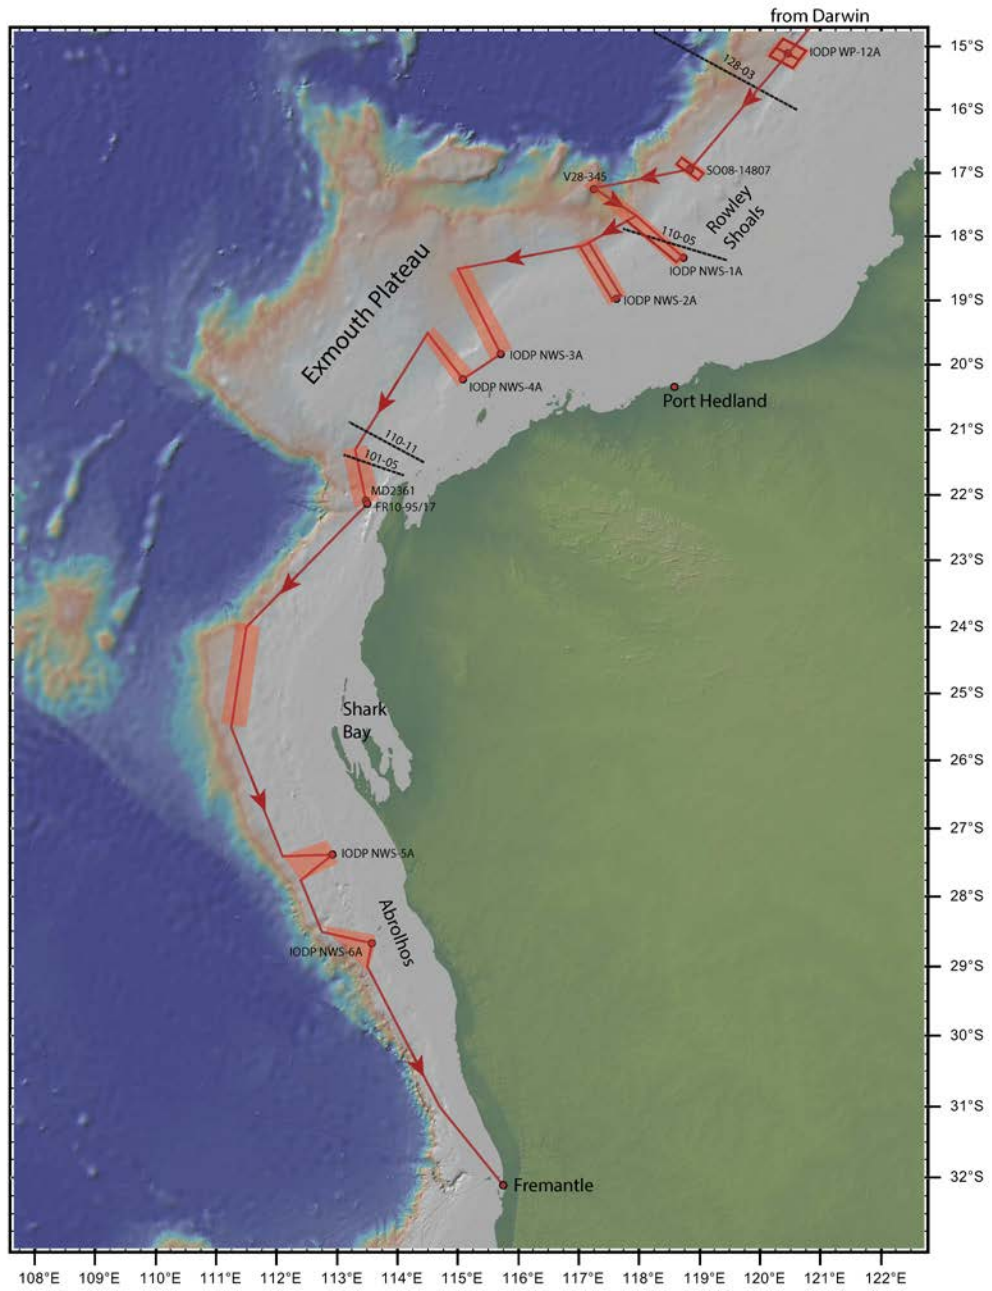 from Darwin
15°S
IODP WP-12A
128-03
16°S
17°S
SO08-14807
V28-345
Rowley
Shoals
110-05
18°S
IODP NWS-1A
Exmouth Plateau
19°S
IODP NWS-2A
20°S
IODP NWS-3A
IODP NWS-4A
Port Hedland
21°S
110-11
101-05
MD2361
22°S
FR10-95/17
23°S
24°S
25°S
Shark
Bay
26°S
27°S
IODP NWS-5A
28°S
Abrolhos
IODP NWS-6A
29°S
30°S
31°S
32°S
Fremantle
108°E 109°E 110°E 111°E 112°E 113°E 114°E 115°E 116°E 117°E 118°E 119°E 120°E 121°E 122°E